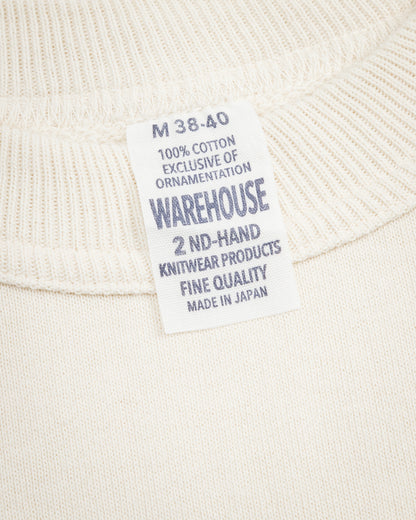 M 38-40
100% COTTON
EXCLUSIVE OF
ORNAMENTATION
WAREHOUSE
2 ND-HAND
KNITWEAR PRODUCTS
FINE QUALITY
MADE IN JAPAN